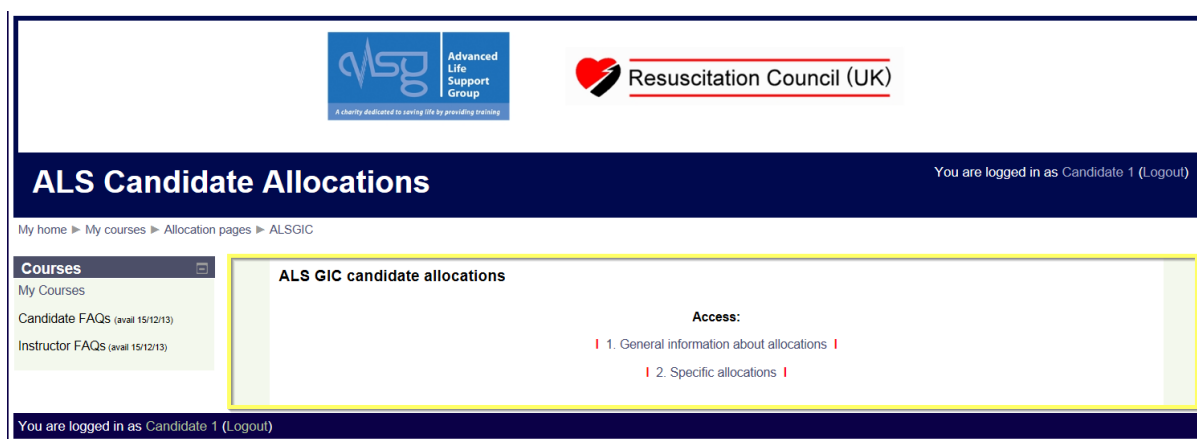 alsg
Advanced
Life
Support
Group
A charity dedicated to saving life by providing training
Resuscitation Council (UK)
ALS Candidate Allocations
You are logged in as Candidate 1 (Logout)
My home ► My courses ► Allocation pages ► ALSGIC
Courses
My Courses
Candidate FAQs (avail 15/12/13)
Instructor FAQs (avail 15/12/13)
ALS GIC candidate allocations
Access:
I 1. General information about allocations I
I 2. Specific allocations I
You are logged in as Candidate 1 (Logout)